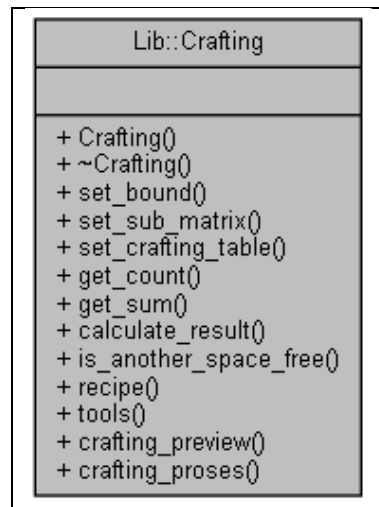 Lib::Crafting
+ Crafting()
+ ~Crafting()
+ set_bound()
+ set_sub_matrix()
+ set_crafting_table()
+ get_count()
+ get_sum()
+ calculate_result()
+ is_another_space_free()
+ recipe()
+ tools()
+ crafting_preview()
+ crafting_proses()